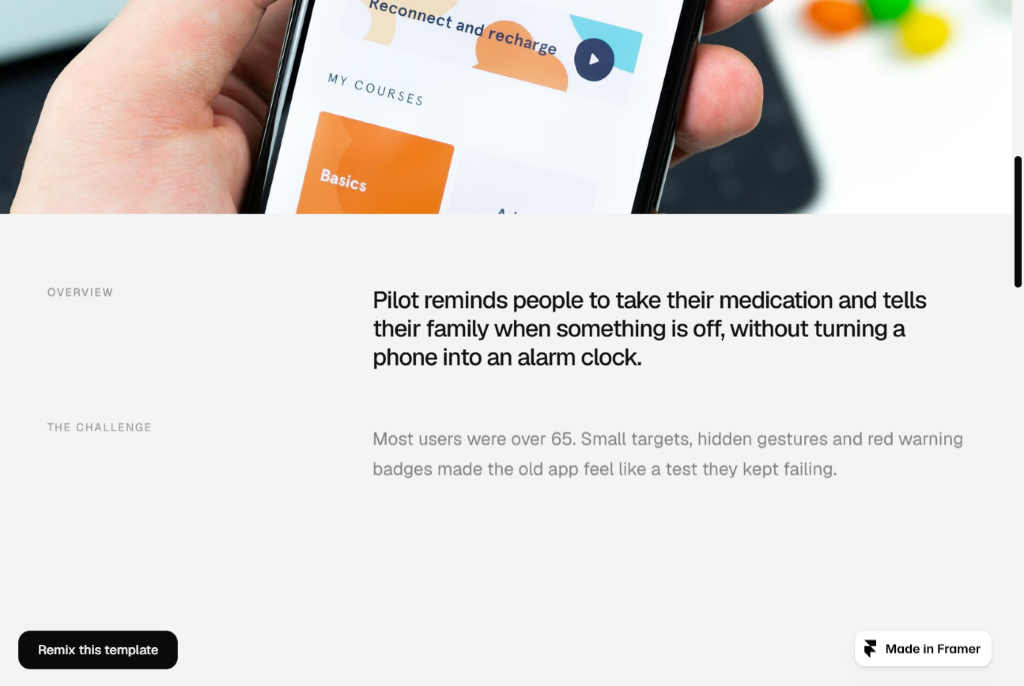 Reconnect and recharge
MY COURSES
Basics
OVERVIEW
Pilot reminds people to take their medication and tells
their family when something is off, without turning a
phone into an alarm clock.
THE CHALLENGE
Most users were over 65. Small targets, hidden gestures and red warning
badges made the old app feel like a test they kept failing.
Remix this template
Made in Framer